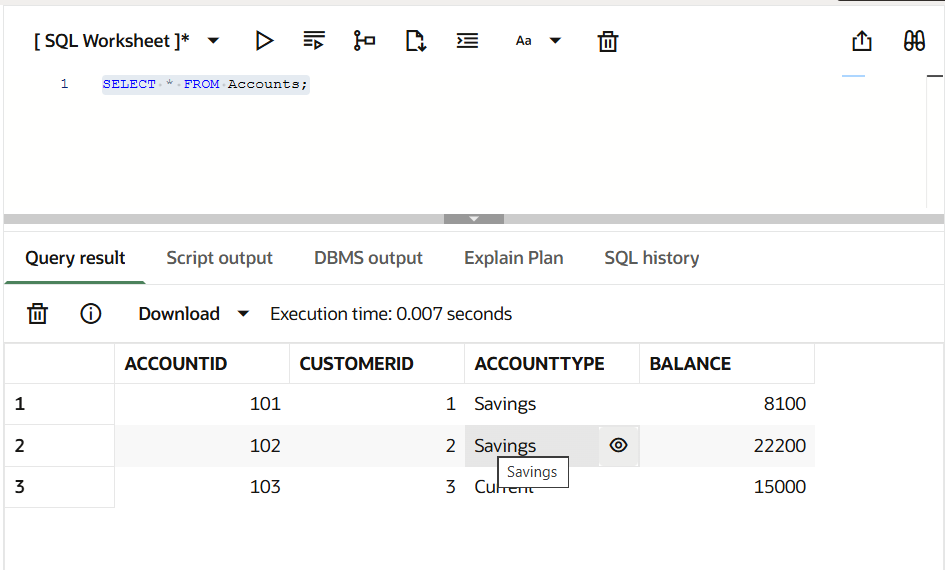 [ SQL Worksheet ]* Aa
1 SELECT * FROM Accounts;
Query result Script output DBMS output Explain Plan SQL history
Download Execution time: 0.007 seconds
ACCOUNTID CUSTOMERID ACCOUNTTYPE BALANCE
1 101 1 Savings 8100
2 102 2 Savings 22200
Savings
3 103 3 Current 15000